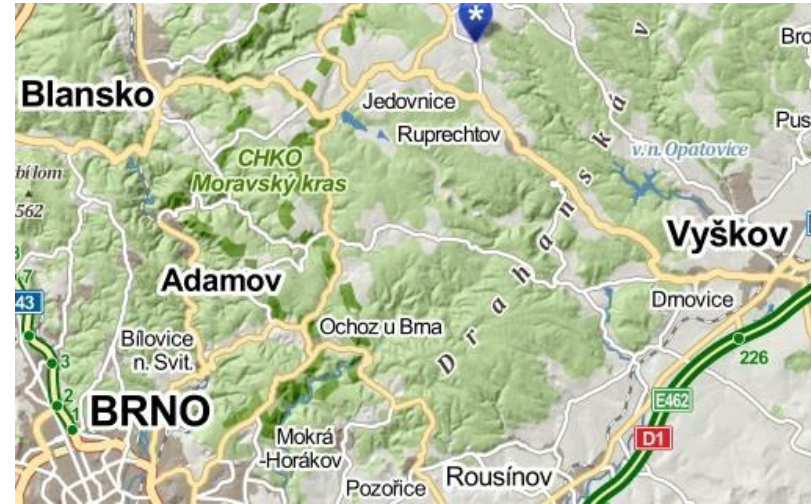 *
Bro
Blansko
Jedovnice
Pus
Ruprechtov
v. n. Opatovice
CHKO
Moravský kras
bí lom
562
Drahanská v
Vyškov
8
7
43
Adamov
Drnovice
Ochoz u Brna
Bílovice
n. Svit.
3
226
2
1
BRNO
E462
D1
Mokrá
-Horákov
Rousínov
Pozořice